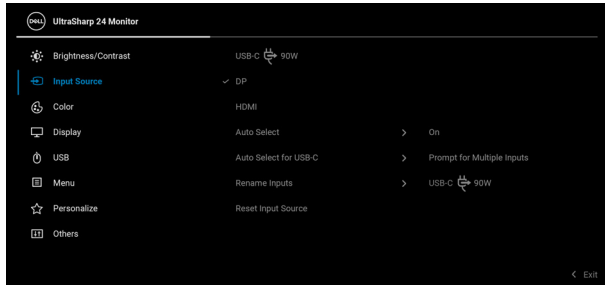 DELL UltraSharp 24 Monitor
Brightness/Contrast USB-C 90W
Input Source DP
Color HDMI
Display Auto Select On
USB Auto Select for USB-C Prompt for Multiple Inputs
Menu Rename Inputs USB-C 90W
Personalize Reset Input Source
Others
Exit